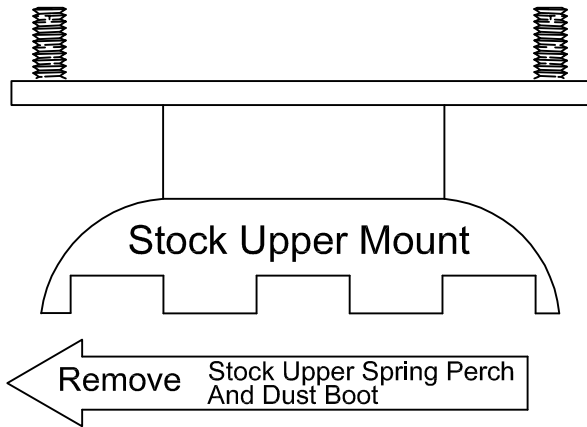 Stock Upper Mount
Remove Stock Upper Spring Perch
And Dust Boot